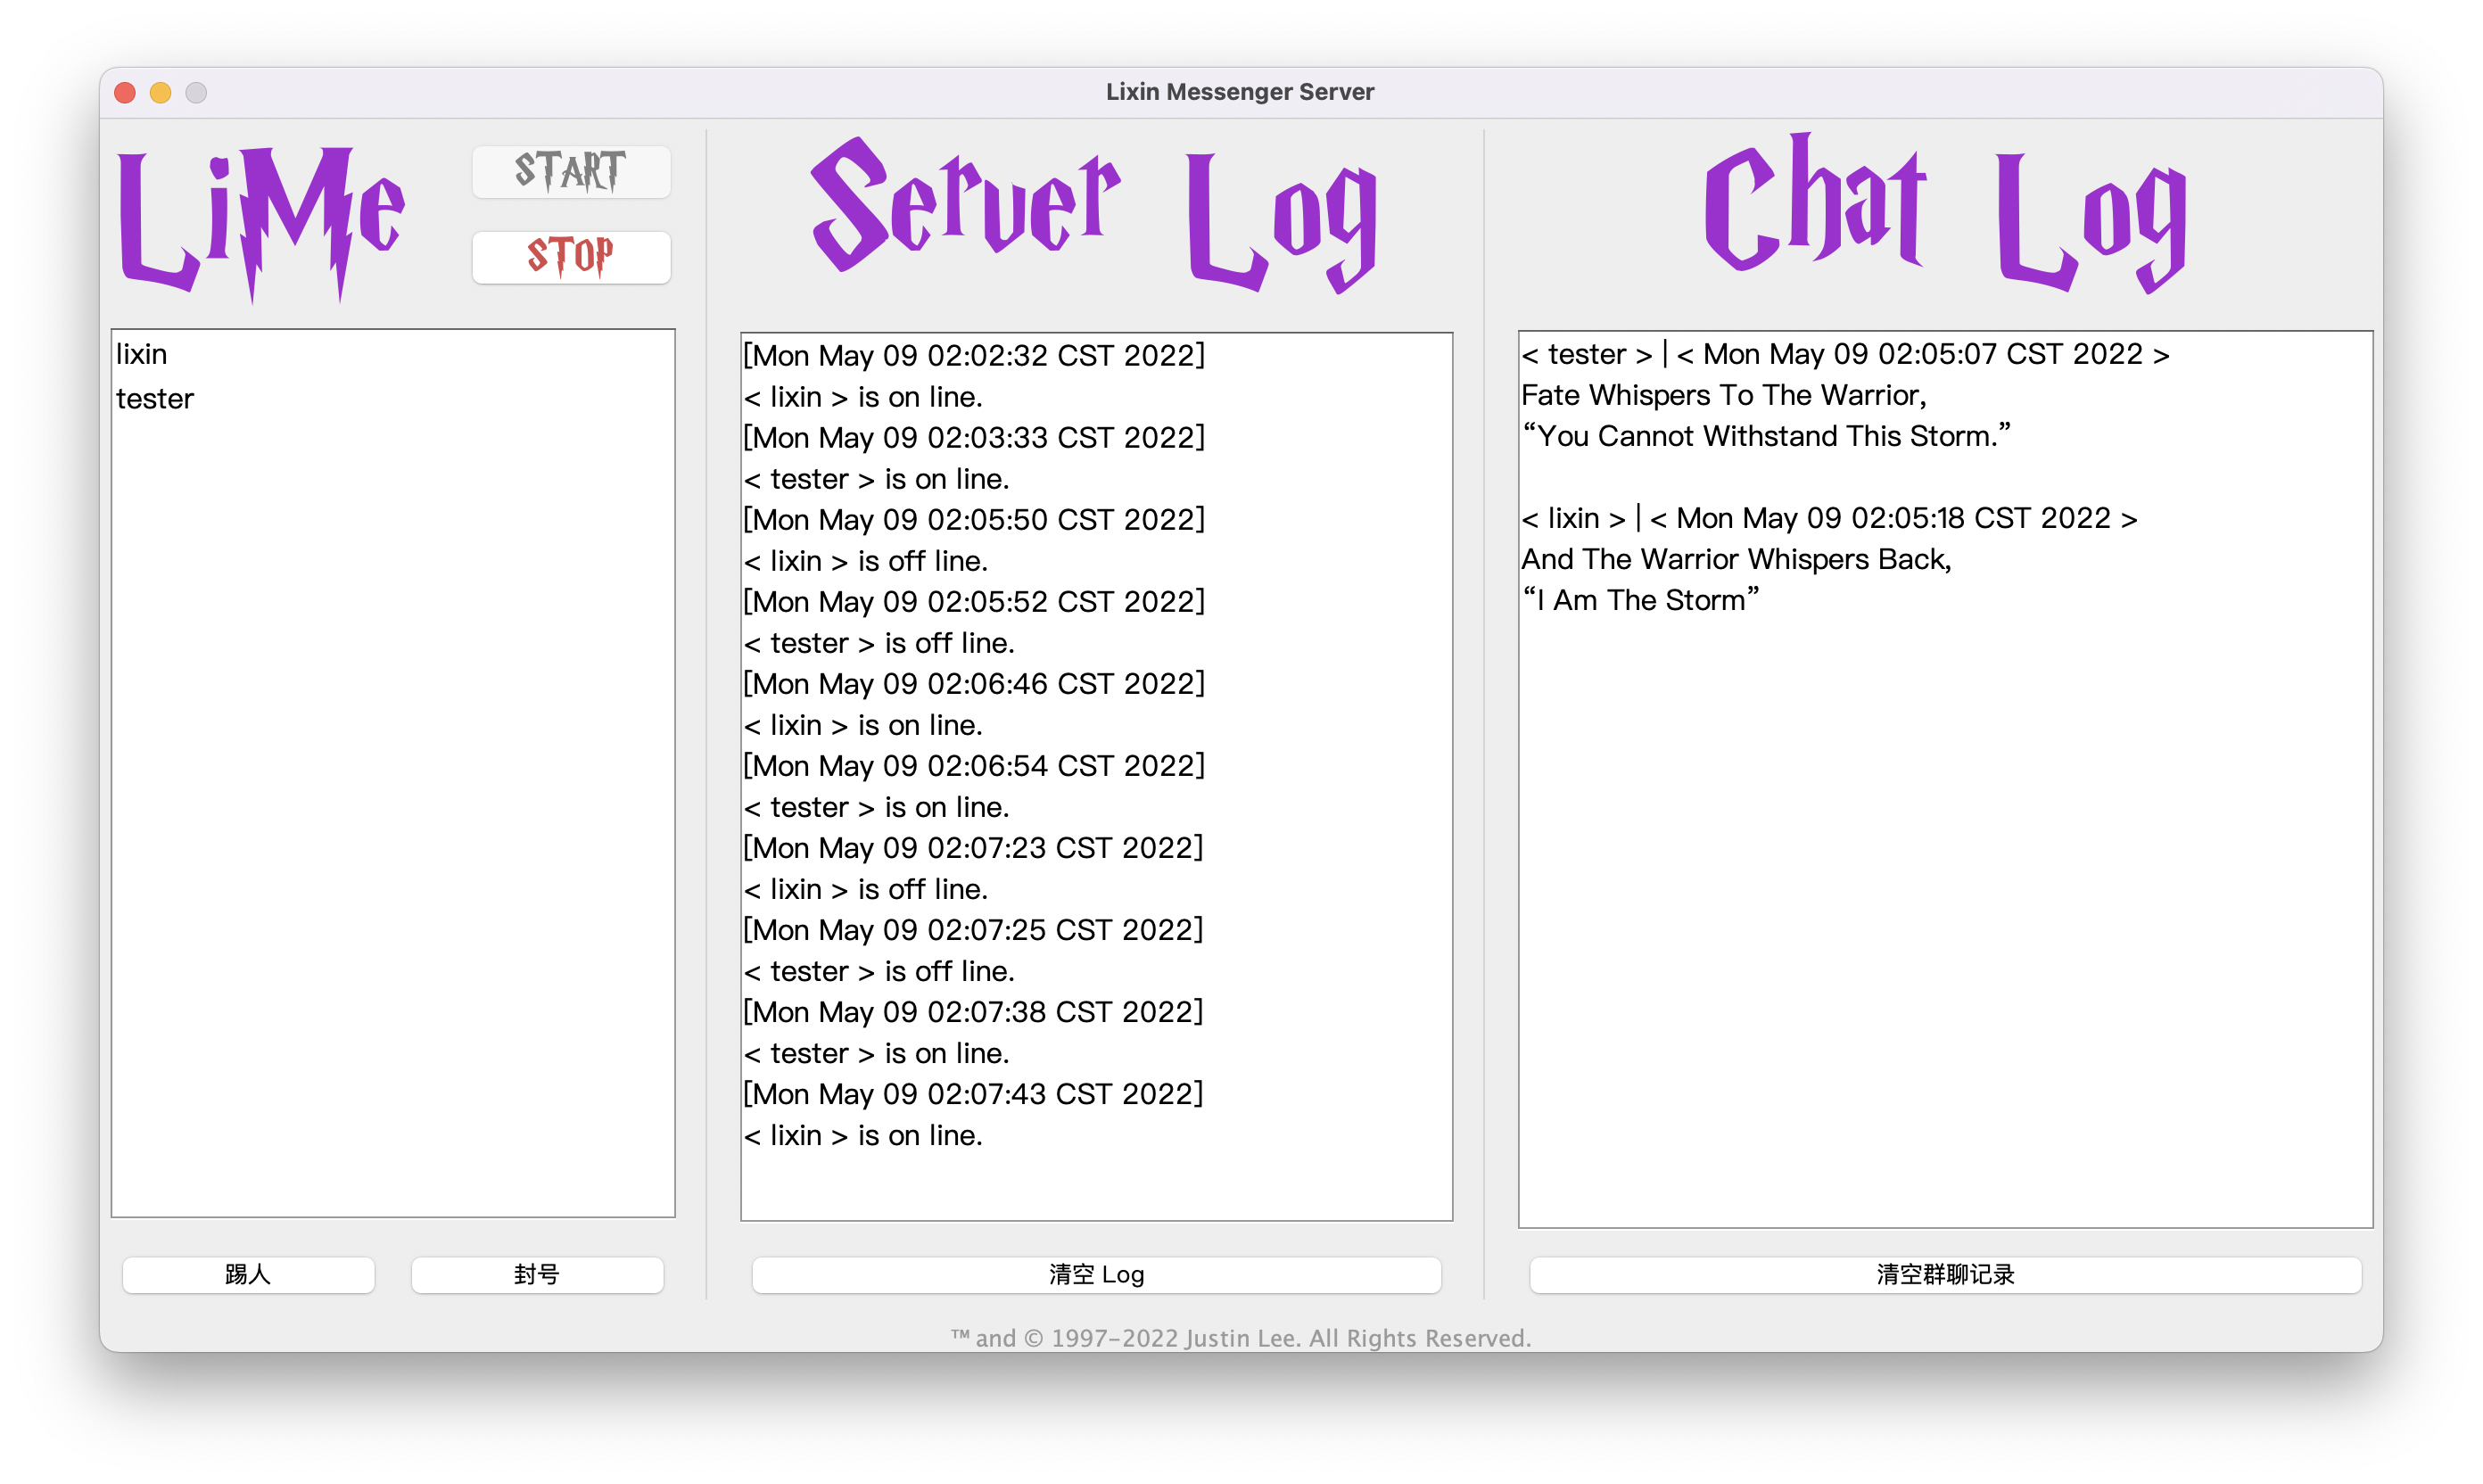 Lixin Messenger Server
LiMe
START
STOP
lixin
tester
踢人
封号
Server Log
[Mon May 09 02:02:32 CST 2022]
< lixin > is on line.
[Mon May 09 02:03:33 CST 2022]
< tester > is on line.
[Mon May 09 02:05:50 CST 2022]
< lixin > is off line.
[Mon May 09 02:05:52 CST 2022]
< tester > is off line.
[Mon May 09 02:06:46 CST 2022]
< lixin > is on line.
[Mon May 09 02:06:54 CST 2022]
< tester > is on line.
[Mon May 09 02:07:23 CST 2022]
< lixin > is off line.
[Mon May 09 02:07:25 CST 2022]
< tester > is off line.
[Mon May 09 02:07:38 CST 2022]
< tester > is on line.
[Mon May 09 02:07:43 CST 2022]
< lixin > is on line.
清空 Log
Chat Log
< tester > | < Mon May 09 02:05:07 CST 2022 >
Fate Whispers To The Warrior,
“You Cannot Withstand This Storm.”
< lixin > | < Mon May 09 02:05:18 CST 2022 >
And The Warrior Whispers Back,
“I Am The Storm”
清空群聊记录
™ and © 1997-2022 Justin Lee. All Rights Reserved.